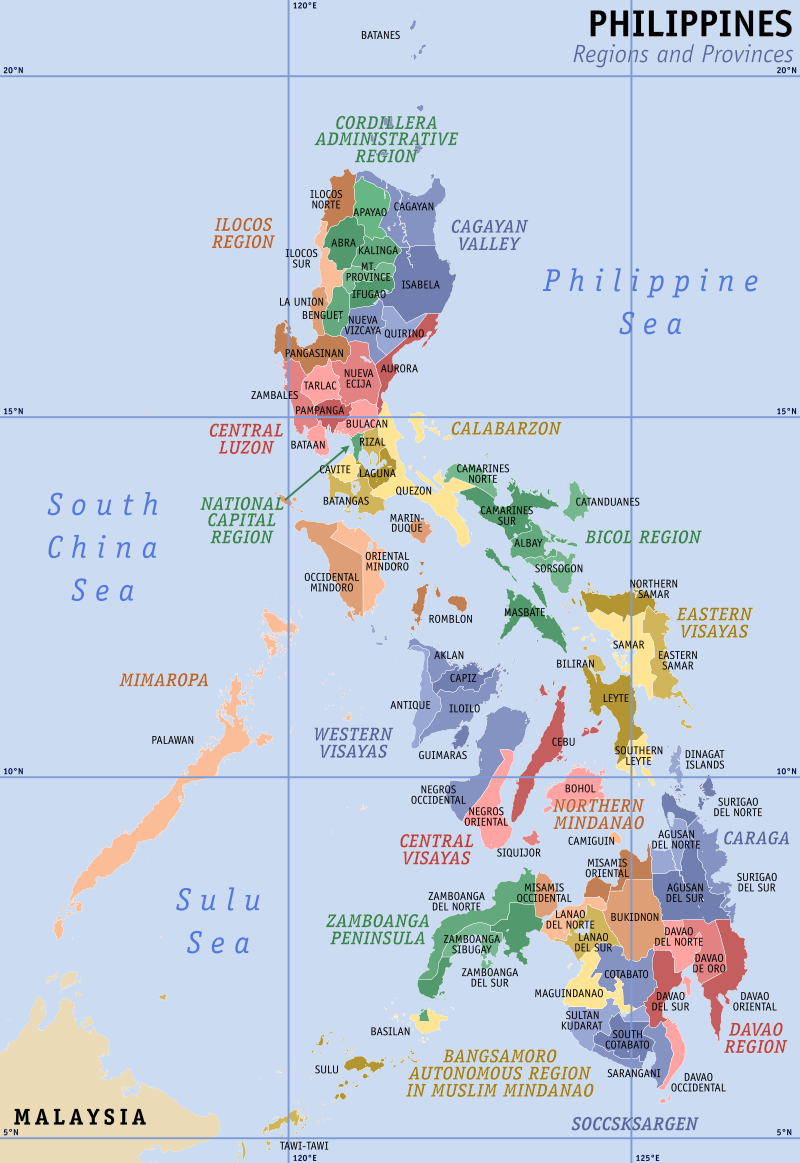 120°E
PHILIPPINES
Regions and Provinces
BATANES
20°N
20°N
CORDILLERA
ADMINISTRATIVE
REGION
ILOCOS
NORTE
APAYAO
CAGAYAN
ILOCOS
REGION
CAGAYAN
VALLEY
ABRA
KALINGA
ILOCOS
SUR
MT.
PROVINCE
ISABELA
IFUGAO
Philippine
Sea
LA UNION
BENGUET
NUEVA
VIZCAYA
QUIRINO
PANGASINAN
AURORA
NUEVA
ECIJA
TARLAC
ZAMBALES
PAMPANGA
15°N
15°N
BULACAN
CENTRAL
LUZON
BATAAN
RIZAL
CALABARZON
CAVITE
LAGUNA
CAMARINES
NORTE
QUEZON
BATANGAS
NATIONAL
CAPITAL
REGION
South
China
Sea
CATANDUANES
CAMARINES
SUR
MARIN-
DUQUE
BICOL REGION
ALBAY
ORIENTAL
MINDORO
OCCIDENTAL
MINDORO
SORSOGON
NORTHERN
SAMAR
MASBATE
ROMBLON
EASTERN
VISAYAS
SAMAR
EASTERN
SAMAR
AKLAN
BILIRAN
CAPIZ
MIMAROPA
LEYTE
ANTIQUE
ILOILO
PALAWAN
WESTERN
VISAYAS
CEBU
GUIMARAS
SOUTHERN
LEYTE
DINAGAT
ISLANDS
10°N
10°N
NEGROS
OCCIDENTAL
BOHOL
SURIGAO
DEL NORTE
NEGROS
ORIENTAL
NORTHERN
MINDANAO
CENTRAL
VISAYAS
SIQUIJOR
CAMIGUIN
AGUSAN
DEL NORTE
CARAGA
MISAMIS
ORIENTAL
SURIGAO
DEL SUR
Sulu
Sea
ZAMBOANGA
DEL NORTE
MISAMIS
OCCIDENTAL
AGUSAN
DEL SUR
ZAMBOANGA
PENINSULA
LANAO
DEL NORTE
BUKIDNON
ZAMBOANGA
SIBUGAY
LANAO
DEL SUR
DAVAO
DEL NORTE
DAVAO
DE ORO
ZAMBOANGA
DEL SUR
COTABATO
MAGUINDANAO
DAVAO
DEL SUR
DAVAO
ORIENTAL
BASILAN
SULTAN
KUDARAT
DAVAO
REGION
SOUTH
COTABATO
BANGSAMORO
AUTONOMOUS REGION
IN MUSLIM MINDANAO
SULU
SARANGANI
DAVAO
OCCIDENTAL
MALAYSIA
SOCCSKSARGEN
5°N
5°N
TAWI-TAWI
120°E
125°E